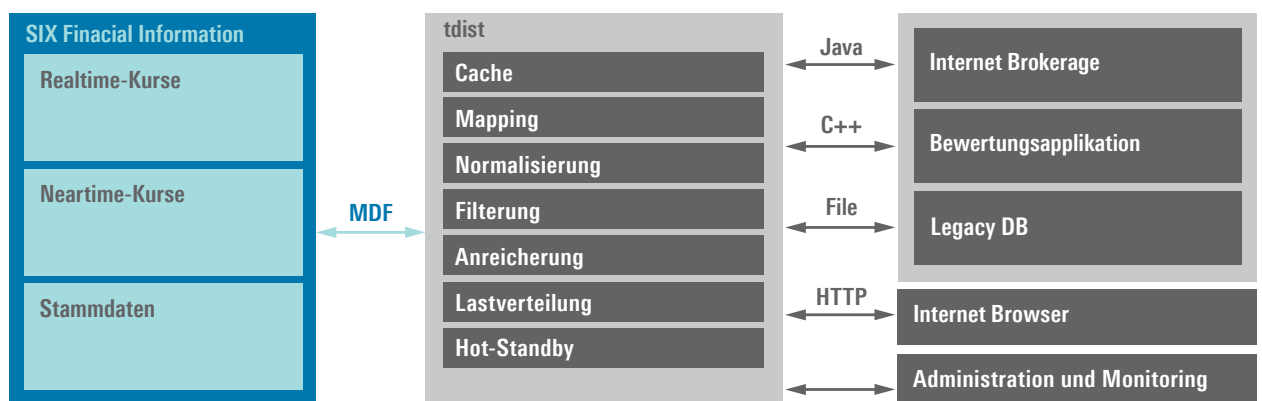 SIX Finacial Information
Realtime-Kurse
Neartime-Kurse
Stammdaten
MDF
tdist
Cache
Mapping
Normalisierung
Filterung
Anreicherung
Lastverteilung
Hot-Standby
Java
C++
File
HTTP
Internet Brokerage
Bewertungsapplikation
Legacy DB
Internet Browser
Administration und Monitoring